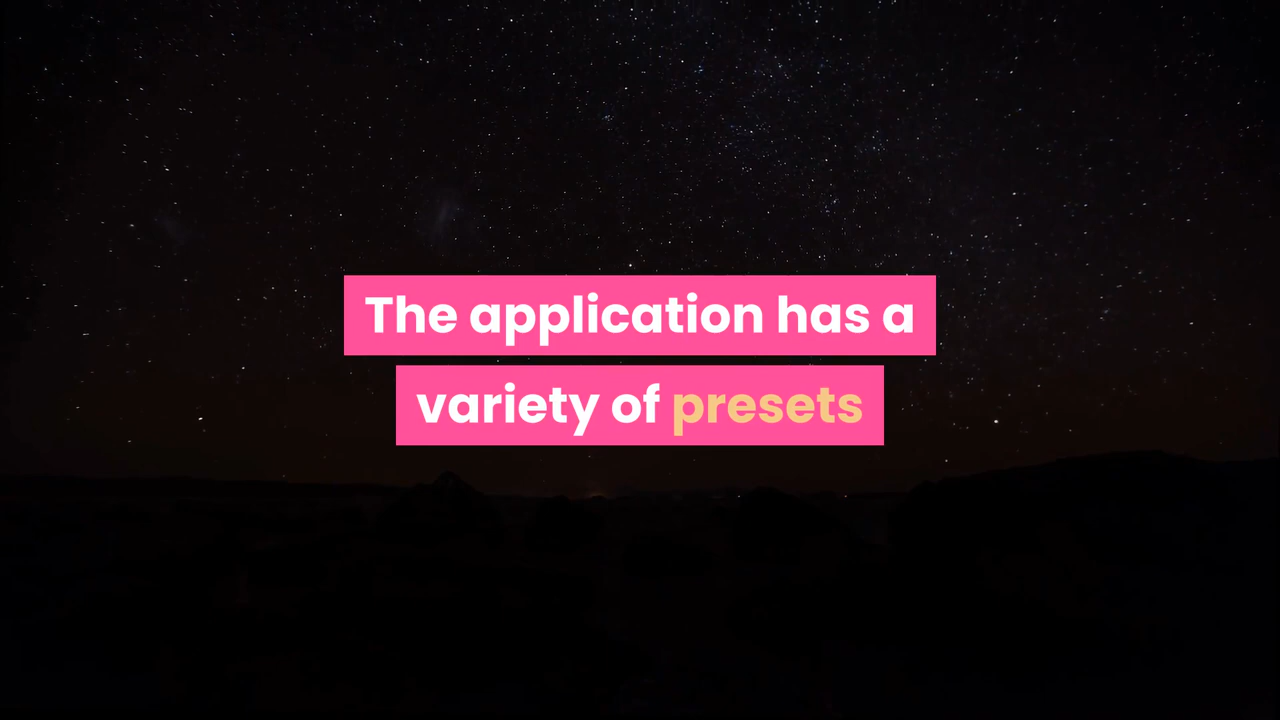 The application has a
variety of presets